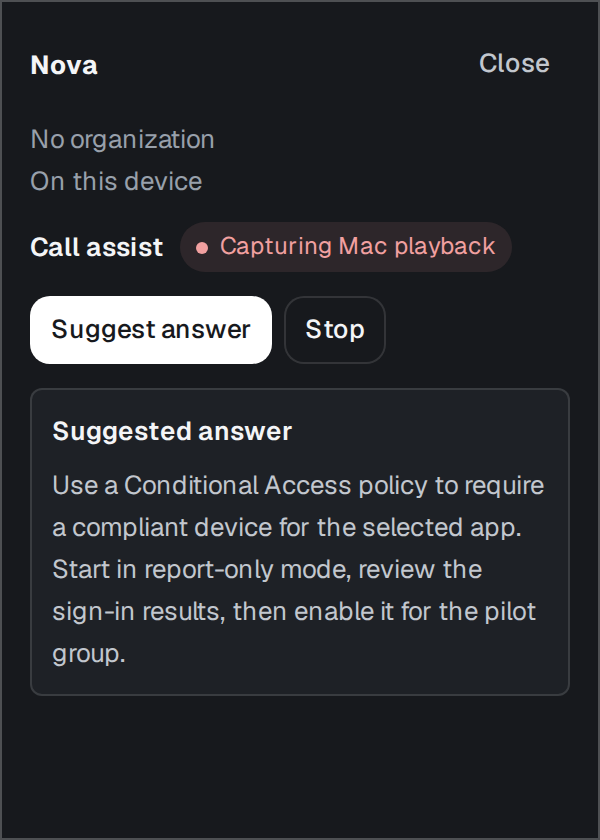 Nova
Close
No organization
On this device
Call assist
Capturing Mac playback
Suggest answer
Stop
Suggested answer
Use a Conditional Access policy to require
a compliant device for the selected app.
Start in report-only mode, review the
sign-in results, then enable it for the pilot
group.